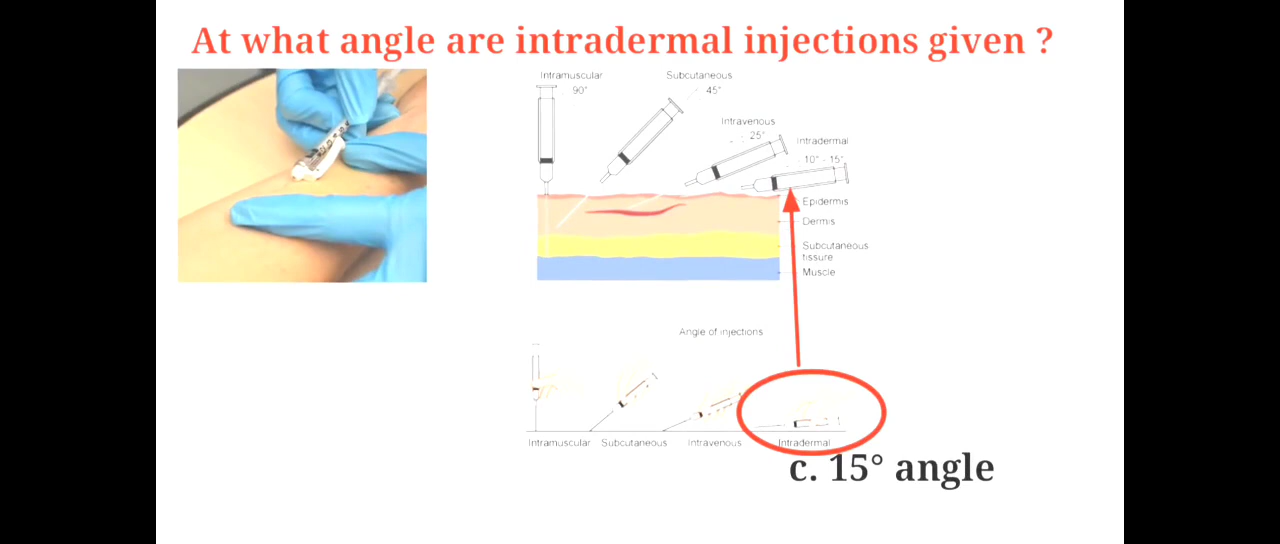 At what angle are intradermal injections given ?
Intramuscular
90°
Subcutaneous
45°
Intravenous
25°
Intradermal
10° - 15°
Epidermis
Dermis
Subcutaneous
tissure
Muscle
Angle of injections
Intramuscular
Subcutaneous
Intravenous
Intradermal
c. 15° angle